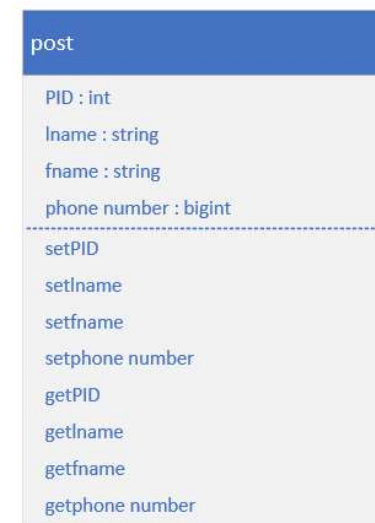 post
PID : int
lname : string
fname : string
phone number : bigint
setPID
setlname
setfname
setphone number
getPID
getlname
getfname
getphone number